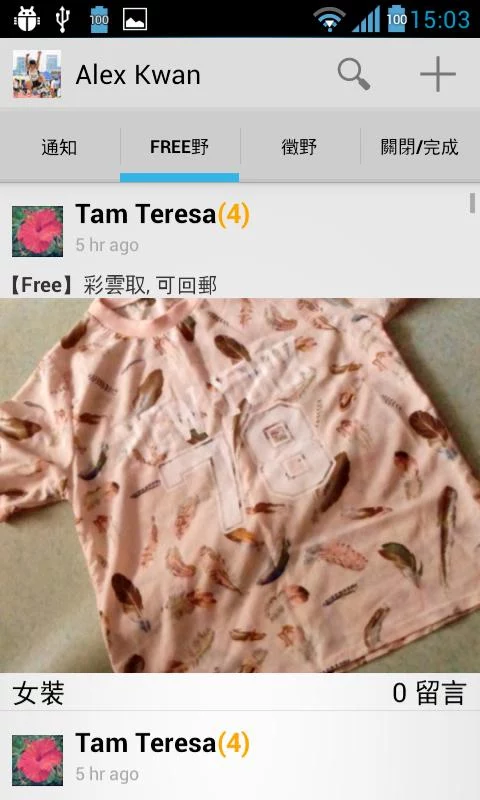 100
100 15:03
Alex Kwan
通知
FREE野
徵野
關閉/完成
Tam Teresa(4)
5 hr ago
【Free】彩雲取, 可回郵
NEW YORK
78
女裝
0 留言
Tam Teresa(4)
5 hr ago